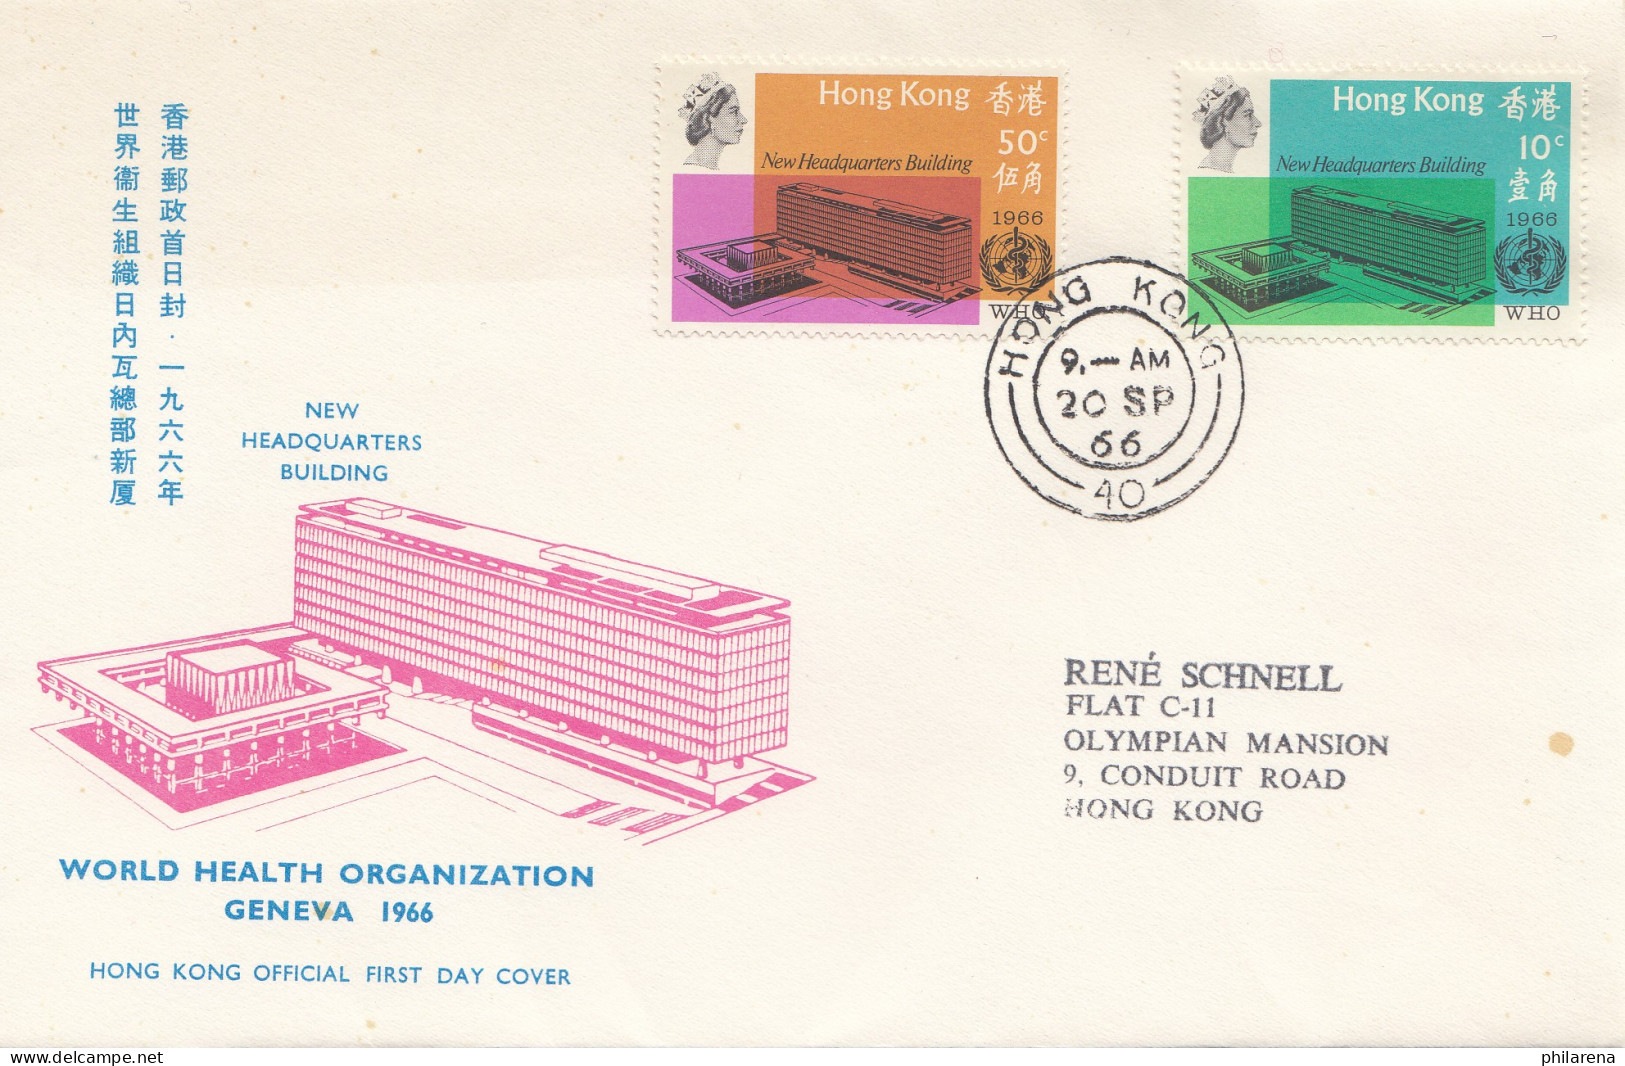 香港郵政首日封·一九六六年
世界衞生組織日內瓦總部新厦
NEW
HEADQUARTERS
BUILDING
WORLD HEALTH ORGANIZATION
GENEVA 1966
HONG KONG OFFICIAL FIRST DAY COVER
Hong Kong 香港
50c
伍角
New Headquarters Building
1966
WHO
Hong Kong 香港
10c
壹角
New Headquarters Building
1966
WHO
HONG KONG
9.— AM
20 SP
66
40
RENÉ SCHNELL
FLAT C-11
OLYMPIAN MANSION
9, CONDUIT ROAD
HONG KONG
www.delcampe.net
philarena